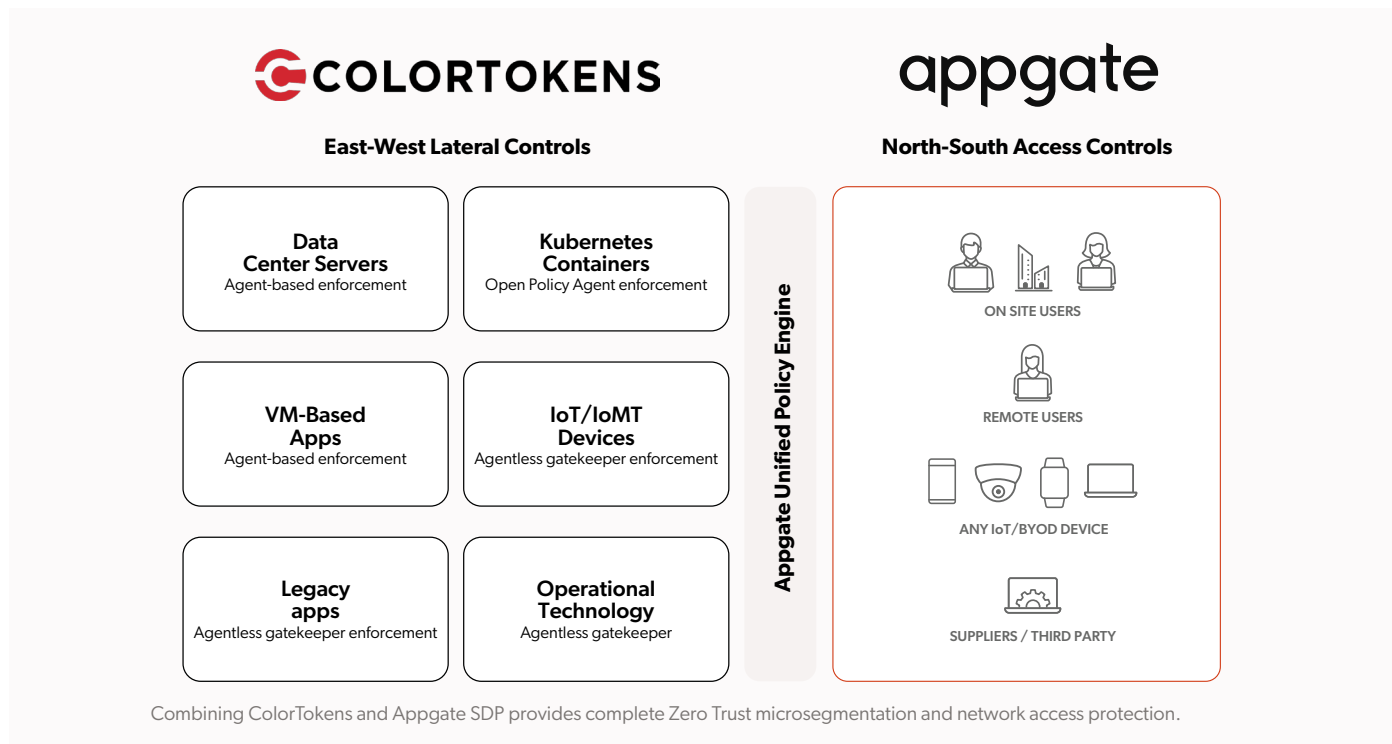 COLORTOKENS
appgate
East-West Lateral Controls
North-South Access Controls
Data
Center Servers
Agent-based enforcement
Kubernetes
Containers
Open Policy Agent enforcement
VM-Based
Apps
Agent-based enforcement
IoT/IoMT
Devices
Agentless gatekeeper enforcement
Legacy
apps
Agentless gatekeeper enforcement
Operational
Technology
Agentless gatekeeper
Appgate Unified Policy Engine
ON SITE USERS
REMOTE USERS
ANY IoT/BYOD DEVICE
SUPPLIERS / THIRD PARTY
Combining ColorTokens and Appgate SDP provides complete Zero Trust microsegmentation and network access protection.